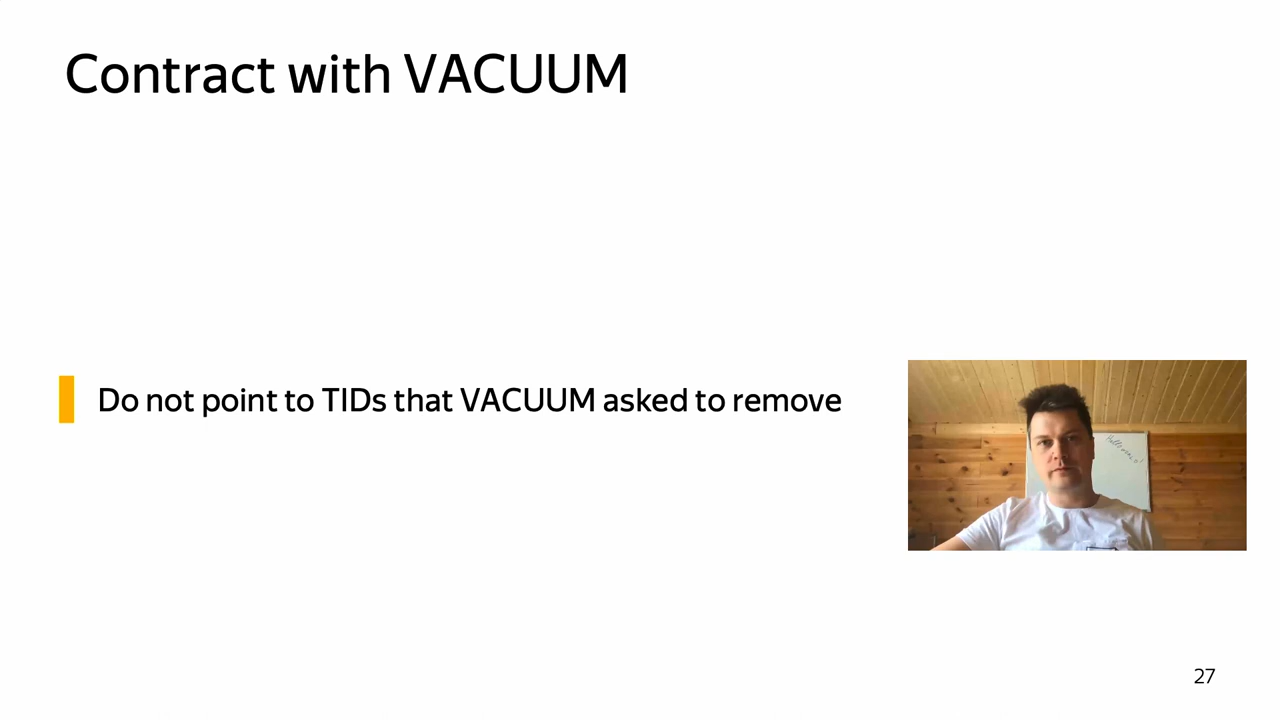 Contract with VACUUM
Do not point to TIDs that VACUUM asked to remove
27